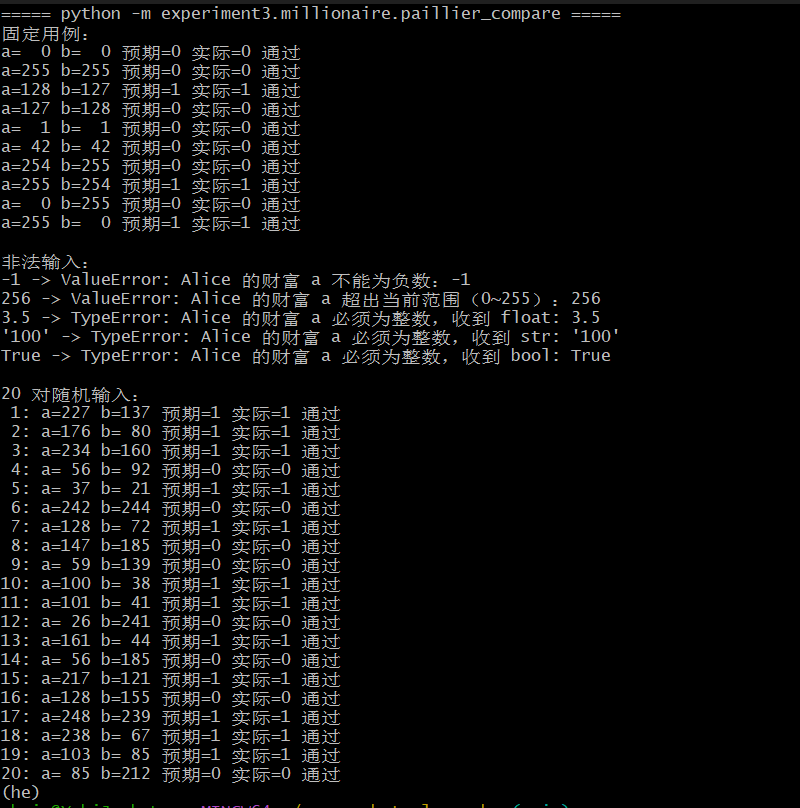 ===== python -m experiment3.millionaire.paillier_compare =====
固定用例：
a=  0 b=  0 预期=0 实际=0 通过
a=255 b=255 预期=0 实际=0 通过
a=128 b=127 预期=1 实际=1 通过
a=127 b=128 预期=0 实际=0 通过
a=  1 b=  1 预期=0 实际=0 通过
a= 42 b= 42 预期=0 实际=0 通过
a=254 b=255 预期=0 实际=0 通过
a=255 b=254 预期=1 实际=1 通过
a=  0 b=255 预期=0 实际=0 通过
a=255 b=  0 预期=1 实际=1 通过
非法输入：
-1 -> ValueError: Alice 的财富 a 不能为负数：-1
256 -> ValueError: Alice 的财富 a 超出当前范围（0~255）：256
3.5 -> TypeError: Alice 的财富 a 必须为整数，收到 float: 3.5
'100' -> TypeError: Alice 的财富 a 必须为整数，收到 str: '100'
True -> TypeError: Alice 的财富 a 必须为整数，收到 bool: True
20 对随机输入：
 1: a=227 b=137 预期=1 实际=1 通过
 2: a=176 b= 80 预期=1 实际=1 通过
 3: a=234 b=160 预期=1 实际=1 通过
 4: a= 56 b= 92 预期=0 实际=0 通过
 5: a= 37 b= 21 预期=1 实际=1 通过
 6: a=242 b=244 预期=0 实际=0 通过
 7: a=128 b= 72 预期=1 实际=1 通过
 8: a=147 b=185 预期=0 实际=0 通过
 9: a= 59 b=139 预期=0 实际=0 通过
10: a=100 b= 38 预期=1 实际=1 通过
11: a=101 b= 41 预期=1 实际=1 通过
12: a= 26 b=241 预期=0 实际=0 通过
13: a=161 b= 44 预期=1 实际=1 通过
14: a= 56 b=185 预期=0 实际=0 通过
15: a=217 b=121 预期=1 实际=1 通过
16: a=128 b=155 预期=0 实际=0 通过
17: a=248 b=239 预期=1 实际=1 通过
18: a=238 b= 67 预期=1 实际=1 通过
19: a=103 b= 85 预期=1 实际=1 通过
20: a= 85 b=212 预期=0 实际=0 通过
(he)